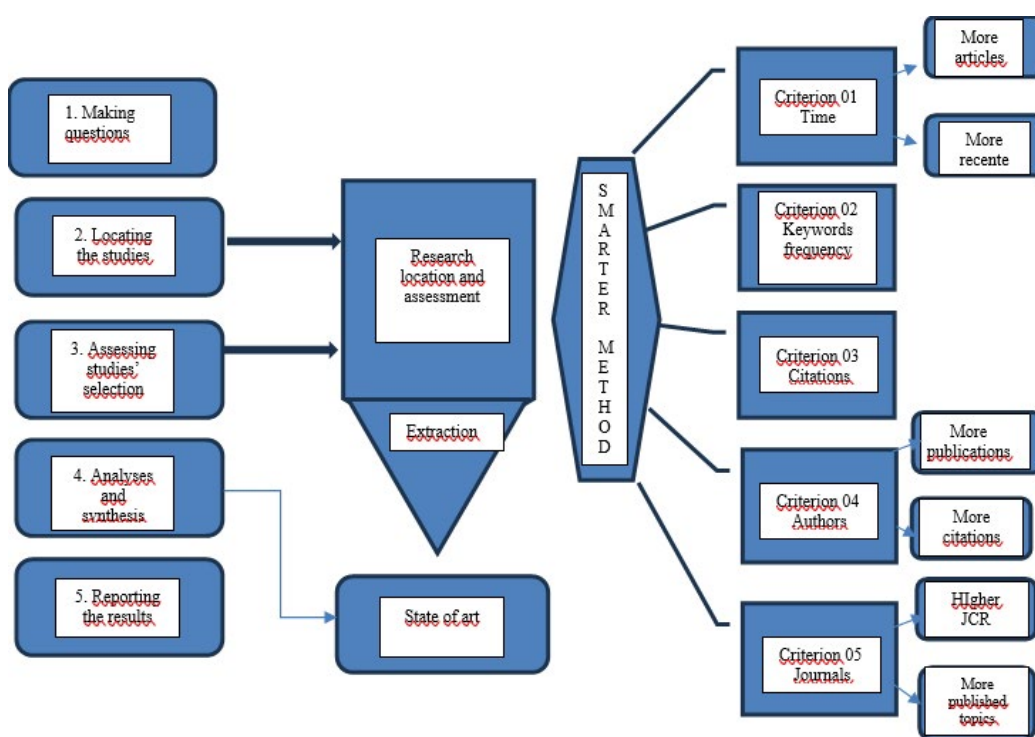 1. Making
questions
2. Locating
the studies
3. Assessing
studies'
selection
4. Analyses
and
synthesis
5. Reporting
the results
Research
location and
assessment
Extraction
State of art
SMARTER METHOD
Criterion 01
Time
More
articles
More
recente
Criterion 02
Keywords
frequency
Criterion 03
Citations
Criterion 04
Authors
More
publications
More
citations
Criterion 05
Journals
HIgher
JCR
More
published
topics